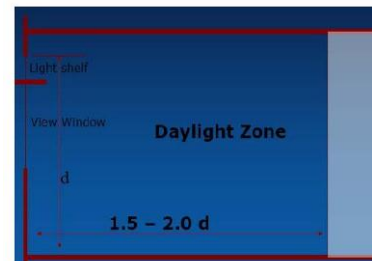 Light shelf
View Window
Daylight Zone
d
1.5 – 2.0 d